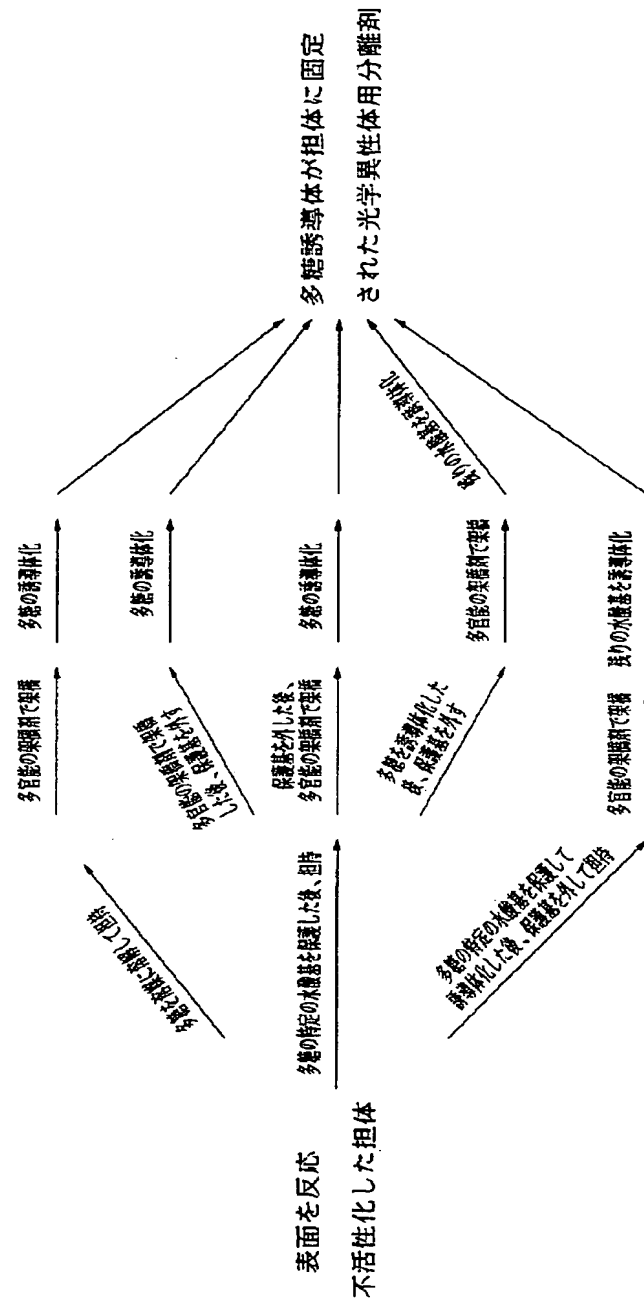 表面を反応
不活性化した担体
多糖を溶媒に溶解して担持
多官能の架橋剤で架橋
多糖の誘導体化
多糖の特定の水酸基を保護した後、担持
多官能の架橋剤で架橋
した後、保護基を外す
多糖の誘導体化
保護基を外した後、
多官能の架橋剤で架橋
多糖の誘導体化
多糖を誘導体化した
後、保護基を外す
多官能の架橋剤で架橋
残りの水酸基を誘導体化
多糖の特定の水酸基を保護して
誘導体化した後、保護基を外して担持
多官能の架橋剤で架橋
残りの水酸基を誘導体化
多糖誘導体が担体に固定
された光学異性体用分離剤